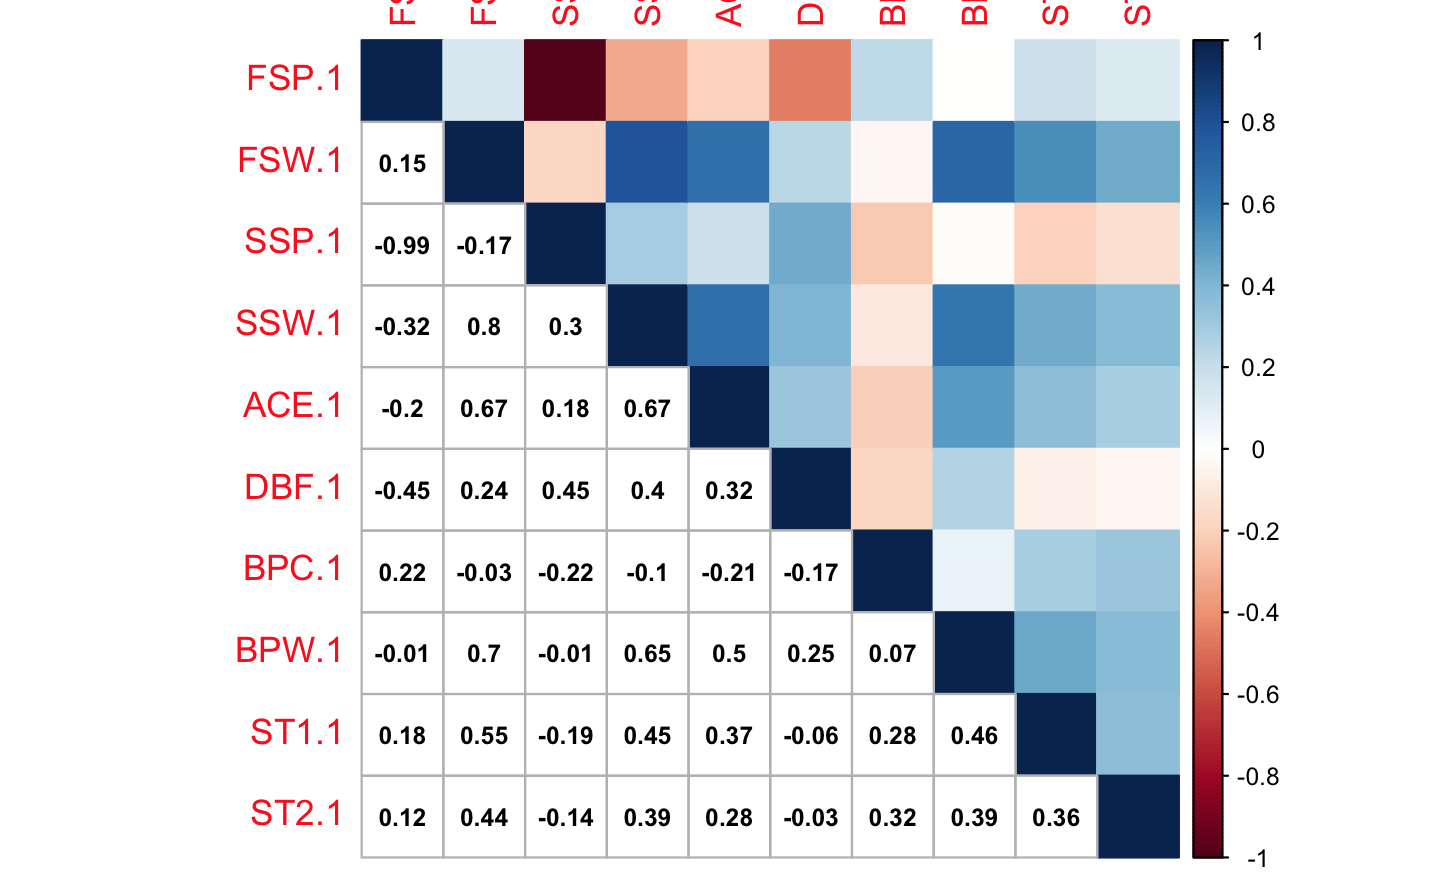 FSP.1 1
FSW.1 0.15 0.8
SSP.1 -0.99 -0.17 0.6
SSW.1 -0.32 0.8 0.3 0.4
ACE.1 -0.2 0.67 0.18 0.67 0.2
DBF.1 -0.45 0.24 0.45 0.4 0.32 0
-0.2
BPC.1 0.22 -0.03 -0.22 -0.1 -0.21 -0.17
-0.4
BPW.1 -0.01 0.7 -0.01 0.65 0.5 0.25 0.07
-0.6
ST1.1 0.18 0.55 -0.19 0.45 0.37 -0.06 0.28 0.46
-0.8
ST2.1 0.12 0.44 -0.14 0.39 0.28 -0.03 0.32 0.39 0.36
-1